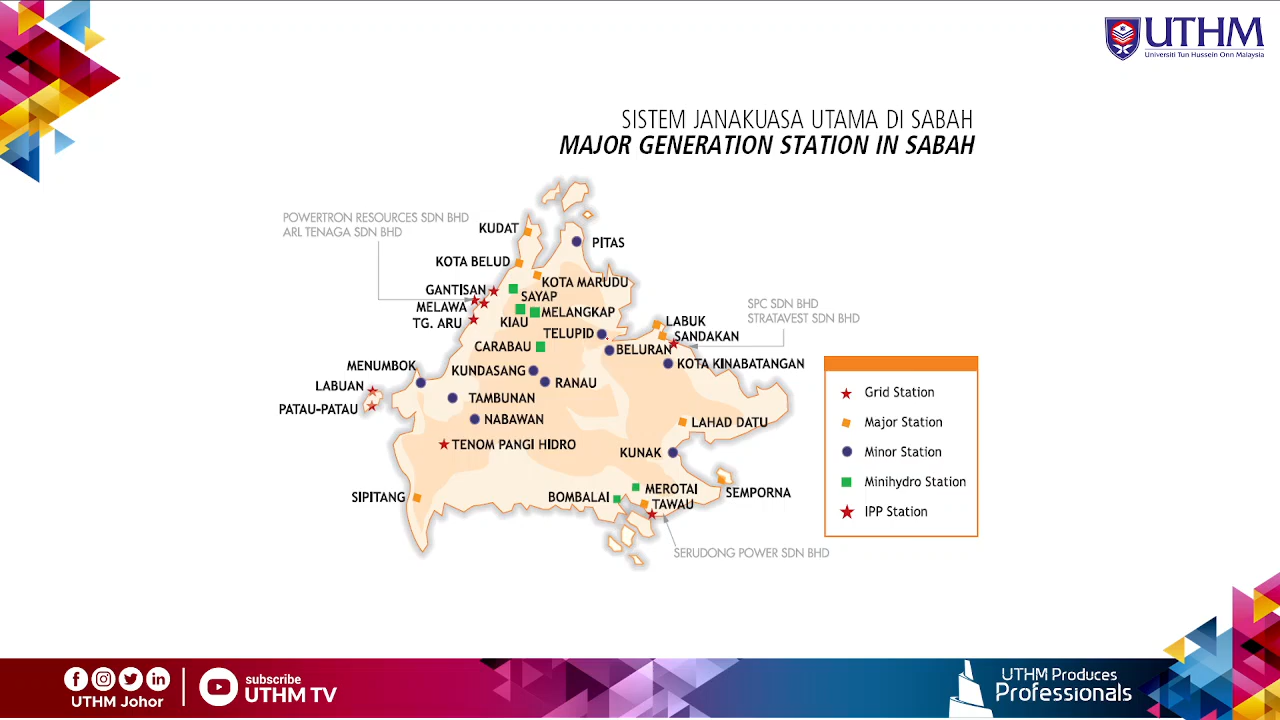 UTHM
Universiti Tun Hussein Onn Malaysia
SISTEM JANAKUASA UTAMA DI SABAH
MAJOR GENERATION STATION IN SABAH
POWERTRON RESOURCES SDN BHD
ARL TENAGA SDN BHD
KUDAT
PITAS
KOTA BELUD
KOTA MARUDU
GANTISAN
SAYAP
MELAWA
MELANGKAP
TG. ARU
KIAU
SPC SDN BHD
STRATAVEST SDN BHD
LABUK
SANDAKAN
TELUPID
CARABAU
BELURAN
KOTA KINABATANGAN
MENUMBOK
KUNDASANG
LABUAN
RANAU
TAMBUNAN
PATAU-PATAU
NABAWAN
LAHAD DATU
TENOM PANGI HIDRO
KUNAK
SIPITANG
BOMBALAI
MEROTAI
SEMPORNA
TAWAU
SERUDONG POWER SDN BHD
Grid Station
Major Station
Minor Station
Minihydro Station
IPP Station
UTHM Johor
subscribe
UTHM TV
UTHM Produces
Professionals